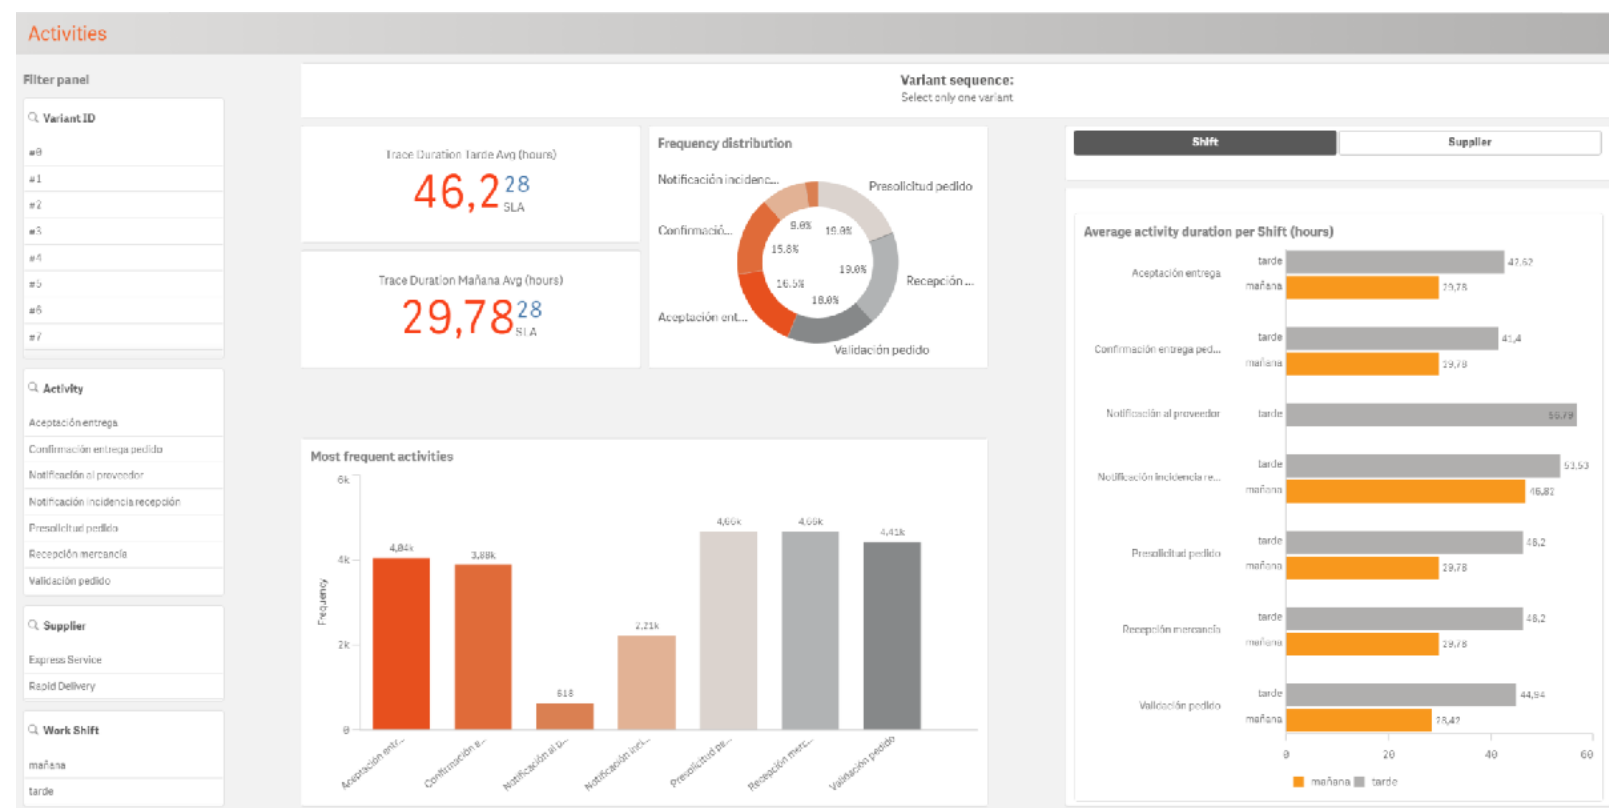 Activities
Filter panel
Variant ID
#0
#1
#2
#3
#4
#5
#6
#7
Activity
Aceptación entrega
Confirmación entrega pedido
Notificación al proveedor
Notificación incidencia recepción
Presolicitud pedido
Recepción mercancía
Validación pedido
Supplier
Express Service
Rapid Delivery
Work Shift
mañana
tarde
Variant sequence:
Select only one variant
Trace Duration Tarde Avg (hours)
46,2 28
SLA
Trace Duration Mañana Avg (hours)
29,78 28
SLA
Frequency distribution
Notificación incidenc...
Presolicitud pedido
Confirmació...
9.0% 19.0%
15.8%
19.0%
Recepción ...
16.5%
18.0%
Aceptación ent...
Validación pedido
Most frequent activities
Frequency
6k
4k
2k
0
4,04k
3,88k
618
2,21k
4,66k
4,66k
4,41k
Aceptación entr...
Confirmación e...
Notificación al p...
Notificación inci...
Presolicitud pe...
Recepción merc...
Validación pedido
Shift
Supplier
Average activity duration per Shift (hours)
Aceptación entrega
tarde
mañana
29,78
Confirmación entrega ped...
tarde 41,4
mañana 29,78
Notificación al proveedor
tarde 56,79
Notificación incidencia re...
tarde 53,53
mañana 46,82
Presolicitud pedido
tarde 46,2
mañana 29,78
Recepción mercancía
tarde 46,2
mañana 29,78
Validación pedido
tarde 44,94
mañana 28,42
0 20 40 60
mañana tarde